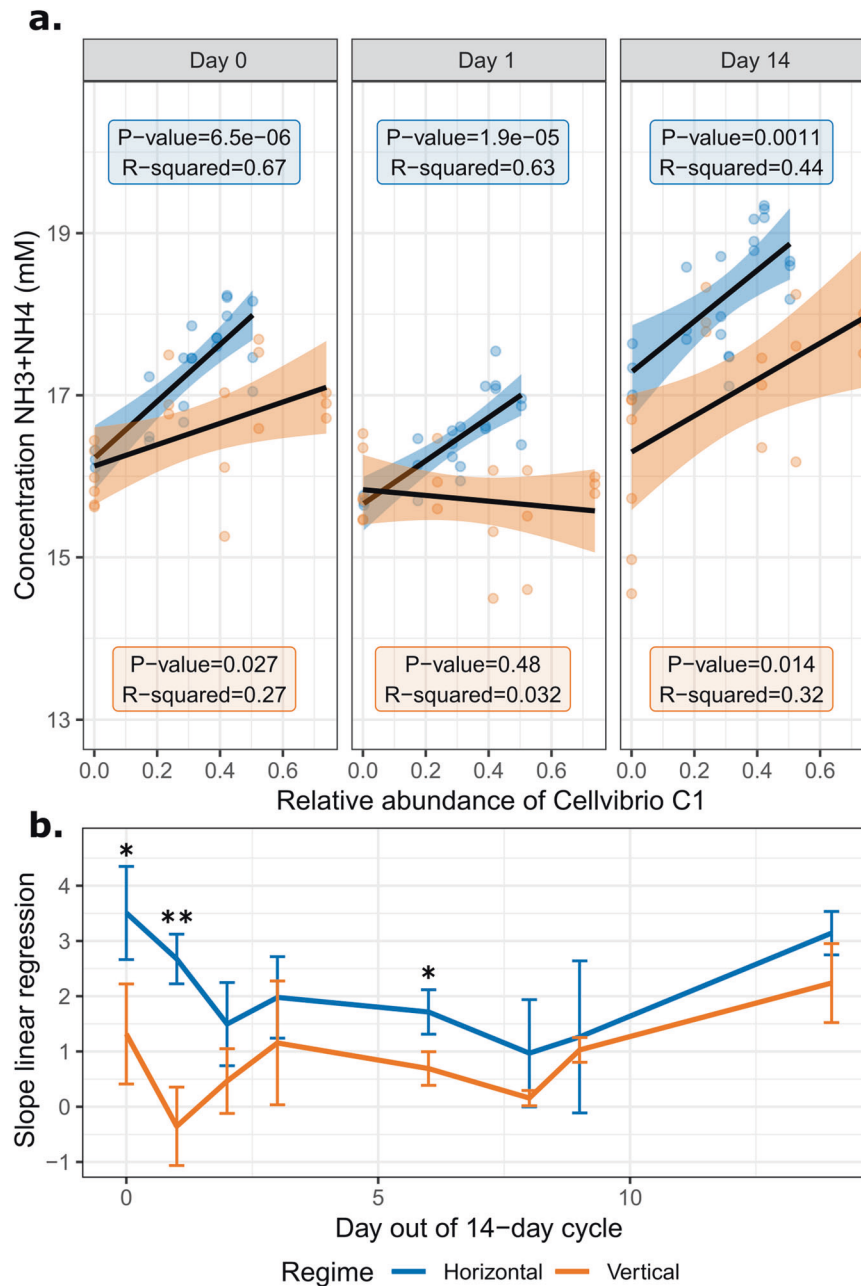 a.
Day 0
Day 1
Day 14
P-value=6.5e-06
R-squared=0.67
P-value=1.9e-05
R-squared=0.63
P-value=0.0011
R-squared=0.44
Concentration NH3+NH4 (mM)
19
17
15
13
P-value=0.027
R-squared=0.27
P-value=0.48
R-squared=0.032
P-value=0.014
R-squared=0.32
0.0 0.2 0.4 0.6
0.0 0.2 0.4 0.6
0.0 0.2 0.4 0.6
Relative abundance of Cellvibrio C1
b.
*
**
*
Slope linear regression
4
3
2
1
0
-1
0 5 10
Day out of 14-day cycle
Regime Horizontal Vertical